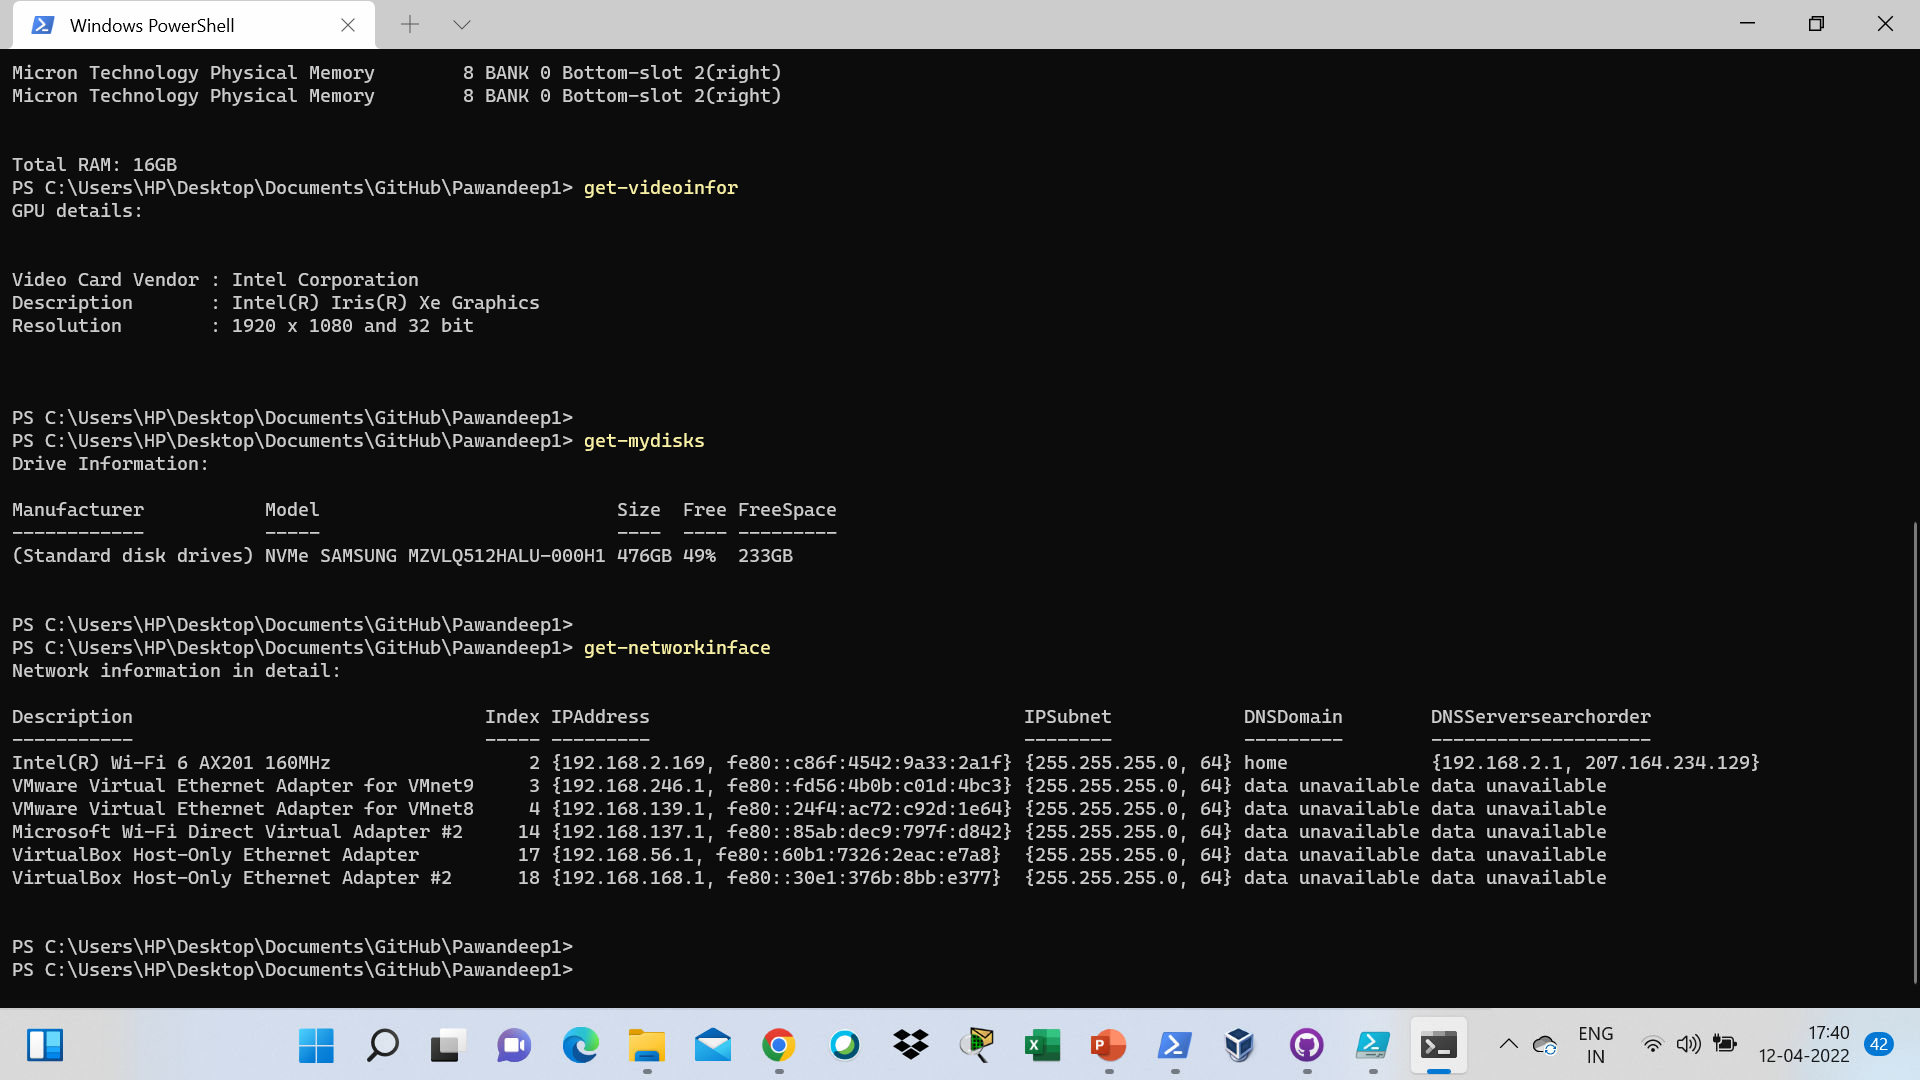 Windows PowerShell
Micron Technology Physical Memory        8 BANK 0 Bottom-slot 2(right)
Micron Technology Physical Memory        8 BANK 0 Bottom-slot 2(right)
Total RAM: 16GB
PS C:\Users\HP\Desktop\Documents\GitHub\Pawandeep1> get-videoinfor
GPU details:
Video Card Vendor : Intel Corporation
Description       : Intel(R) Iris(R) Xe Graphics
Resolution        : 1920 x 1080 and 32 bit
PS C:\Users\HP\Desktop\Documents\GitHub\Pawandeep1>
PS C:\Users\HP\Desktop\Documents\GitHub\Pawandeep1> get-mydisks
Drive Information:
Manufacturer           Model                           Size  Free FreeSpace
------------           -----                           ----  ---- ---------
(Standard disk drives) NVMe SAMSUNG MZVLQ512HALU-000H1 476GB 49%  233GB
PS C:\Users\HP\Desktop\Documents\GitHub\Pawandeep1>
PS C:\Users\HP\Desktop\Documents\GitHub\Pawandeep1> get-networkinface
Network information in detail:
Description                                Index IPAddress                                  IPSubnet            DNSDomain        DNSServersearchorder
-----------                                ----- ---------                                  --------            ---------        --------------------
Intel(R) Wi-Fi 6 AX201 160MHz                  2 {192.168.2.169, fe80::c86f:4542:9a33:2a1f} {255.255.255.0, 64} home             {192.168.2.1, 207.164.234.129}
VMware Virtual Ethernet Adapter for VMnet9     3 {192.168.246.1, fe80::fd56:4b0b:c01d:4bc3} {255.255.255.0, 64} data unavailable data unavailable
VMware Virtual Ethernet Adapter for VMnet8     4 {192.168.139.1, fe80::24f4:ac72:c92d:1e64} {255.255.255.0, 64} data unavailable data unavailable
Microsoft Wi-Fi Direct Virtual Adapter #2     14 {192.168.137.1, fe80::85ab:dec9:797f:d842} {255.255.255.0, 64} data unavailable data unavailable
VirtualBox Host-Only Ethernet Adapter         17 {192.168.56.1, fe80::60b1:7326:2eac:e7a8}  {255.255.255.0, 64} data unavailable data unavailable
VirtualBox Host-Only Ethernet Adapter #2      18 {192.168.168.1, fe80::30e1:376b:8bb:e377}  {255.255.255.0, 64} data unavailable data unavailable
PS C:\Users\HP\Desktop\Documents\GitHub\Pawandeep1>
PS C:\Users\HP\Desktop\Documents\GitHub\Pawandeep1>
ENG
IN
17:40
12-04-2022
42